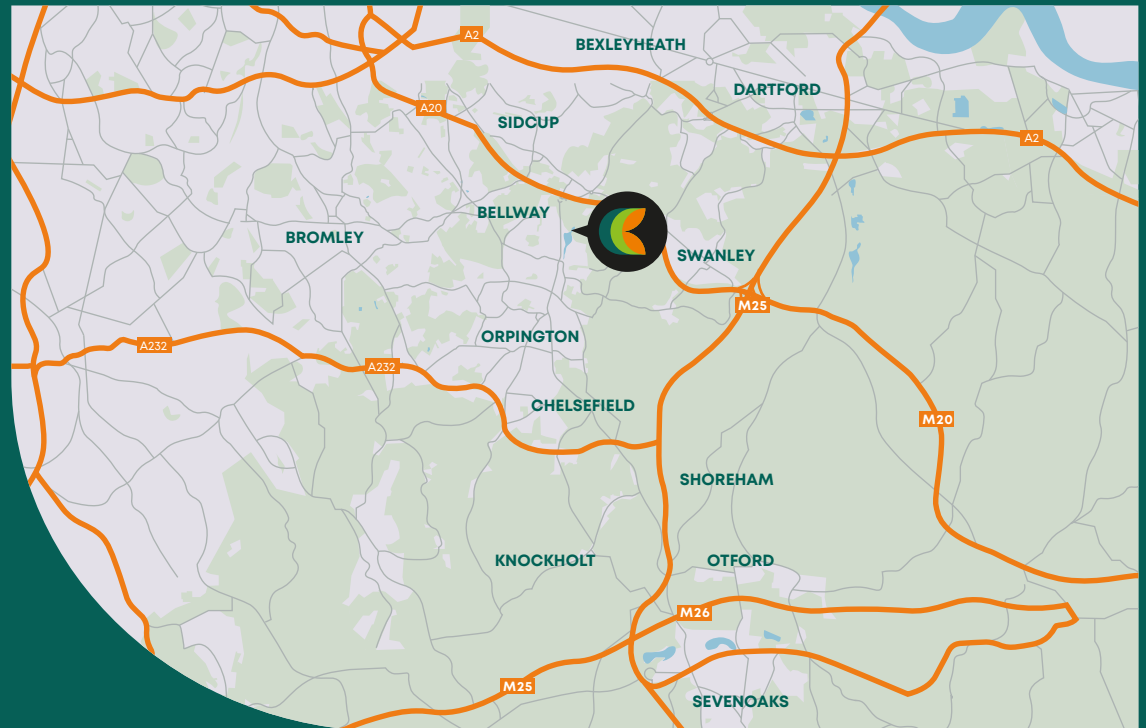 A2
BEXLEYHEATH
DARTFORD
A20
SIDCUP
A2
BELLWAY
BROMLEY
SWANLEY
M25
ORPINGTON
A232
A232
CHELSEFIELD
M20
SHOREHAM
KNOCKHOLT
OTFORD
M26
M25
SEVENOAKS